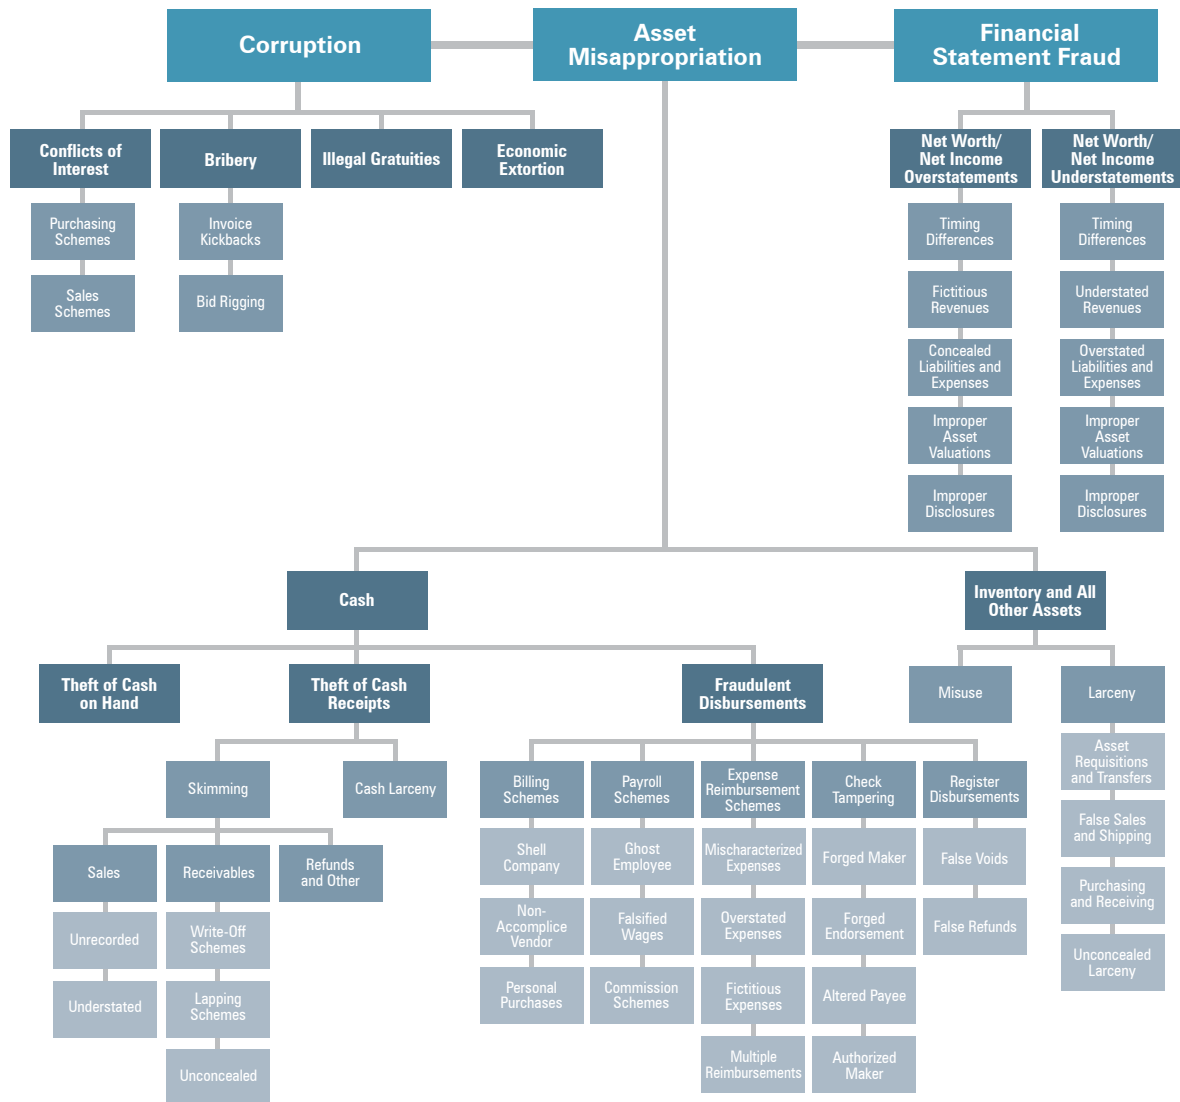 Corruption
Asset
Misappropriation
Financial
Statement Fraud
Conflicts of
Interest
Bribery
Illegal Gratuities
Economic
Extortion
Net Worth/
Net Income
Overstatements
Net Worth/
Net Income
Understatements
Purchasing
Schemes
Sales
Schemes
Invoice
Kickbacks
Bid Rigging
Timing
Differences
Fictitious
Revenues
Concealed
Liabilities and
Expenses
Improper
Asset
Valuations
Improper
Disclosures
Timing
Differences
Understated
Revenues
Overstated
Liabilities and
Expenses
Improper
Asset
Valuations
Improper
Disclosures
Cash
Inventory and All
Other Assets
Theft of Cash
on Hand
Theft of Cash
Receipts
Fraudulent
Disbursements
Misuse
Larceny
Skimming
Cash Larceny
Sales
Unrecorded
Understated
Receivables
Write-Off
Schemes
Lapping
Schemes
Unconcealed
Refunds
and Other
Billing
Schemes
Shell
Company
Non-
Accomplice
Vendor
Personal
Purchases
Payroll
Schemes
Ghost
Employee
Falsified
Wages
Commission
Schemes
Expense
Reimbursement
Schemes
Mischaracterized
Expenses
Overstated
Expenses
Fictitious
Expenses
Multiple
Reimbursements
Check
Tampering
Forged Maker
Forged
Endorsement
Altered Payee
Authorized
Maker
Register
Disbursements
False Voids
False Refunds
Asset
Requisitions
and Transfers
False Sales
and Shipping
Purchasing
and Receiving
Unconcealed
Larceny